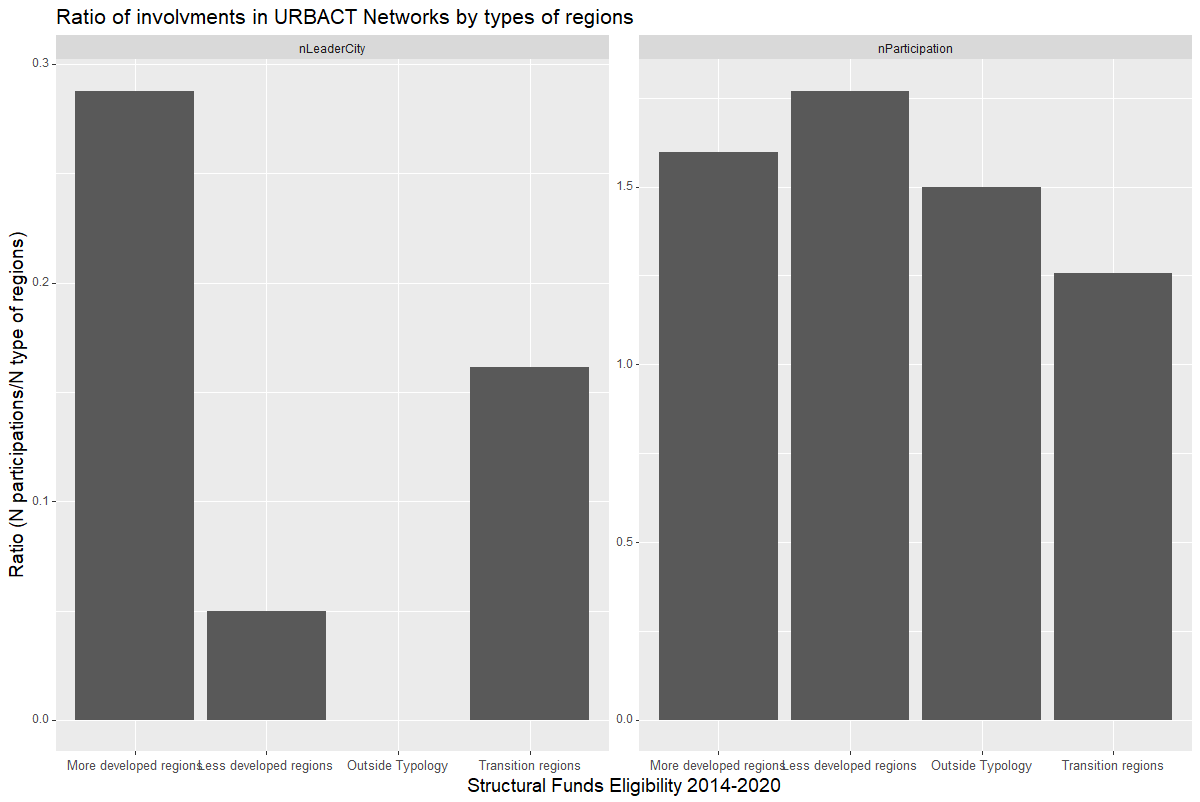 Ratio of involvments in URBACT Networks by types of regions
nLeaderCity
nParticipation
Ratio (N participations/N type of regions)
0.3
0.2
0.1
0.0
1.5
1.0
0.5
0.0
More developed regions
Less developed regions
Outside Typology
Transition regions
More developed regions
Less developed regions
Outside Typology
Transition regions
Structural Funds Eligibility 2014-2020